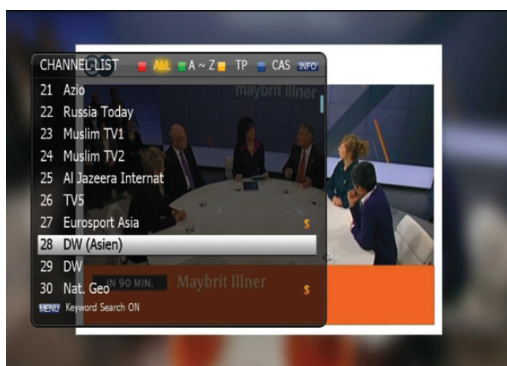 CHANNEL LIST ALL A ~ Z TP CAS INFO
maybrit illner
21 Azio
22 Russia Today
23 Muslim TV1
24 Muslim TV2
25 Al Jazeera Internat
26 TV5
27 Eurosport Asia $
28 DW (Asien)
29 DW
IN 90 MIN. Maybrit Illner
30 Nat. Geo $
MENU Keyword Search ON